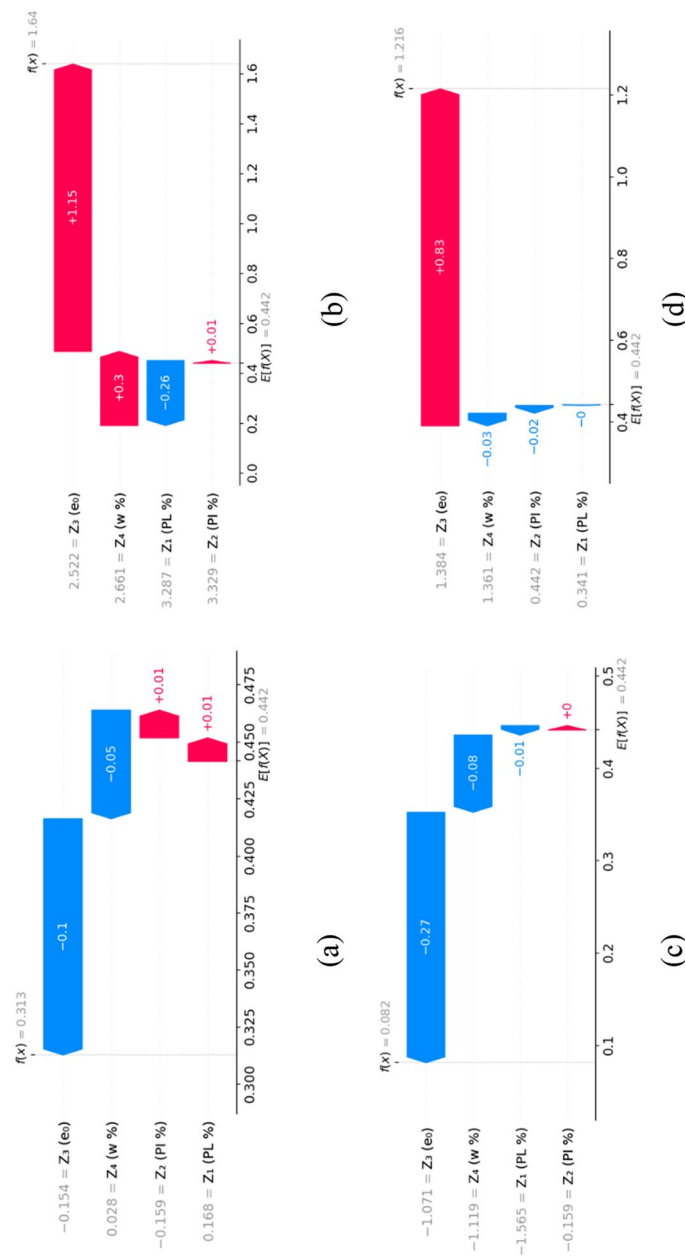 f(x) = 0.313
−0.154 = Z₃ (e₀)
−0.1
0.028 = Z₄ (w %)
−0.05
−0.159 = Z₂ (PI %)
+0.01
0.168 = Z₁ (PL %)
+0.01
0.300 0.325 0.350 0.375 0.400 0.425 0.450 0.475
E[f(X)] = 0.442
(a)
f(x) = 1.64
2.522 = Z₃ (e₀)
+1.15
2.661 = Z₄ (w %)
+0.3
3.287 = Z₁ (PL %)
−0.26
3.329 = Z₂ (PI %)
+0.01
0.0 0.2 0.4 0.6 0.8 1.0 1.2 1.4 1.6
E[f(X)] = 0.442
(b)
f(x) = 0.082
−1.071 = Z₃ (e₀)
−0.27
−1.119 = Z₄ (w %)
−0.08
−1.565 = Z₁ (PL %)
−0.01
−0.159 = Z₂ (PI %)
+0
0.1 0.2 0.3 0.4 0.5
E[f(X)] = 0.442
(c)
f(x) = 1.216
1.384 = Z₃ (e₀)
+0.83
1.361 = Z₄ (w %)
−0.03
0.442 = Z₂ (PI %)
−0.02
0.341 = Z₁ (PL %)
−0
0.4 0.6 0.8 1.0 1.2
E[f(X)] = 0.442
(d)